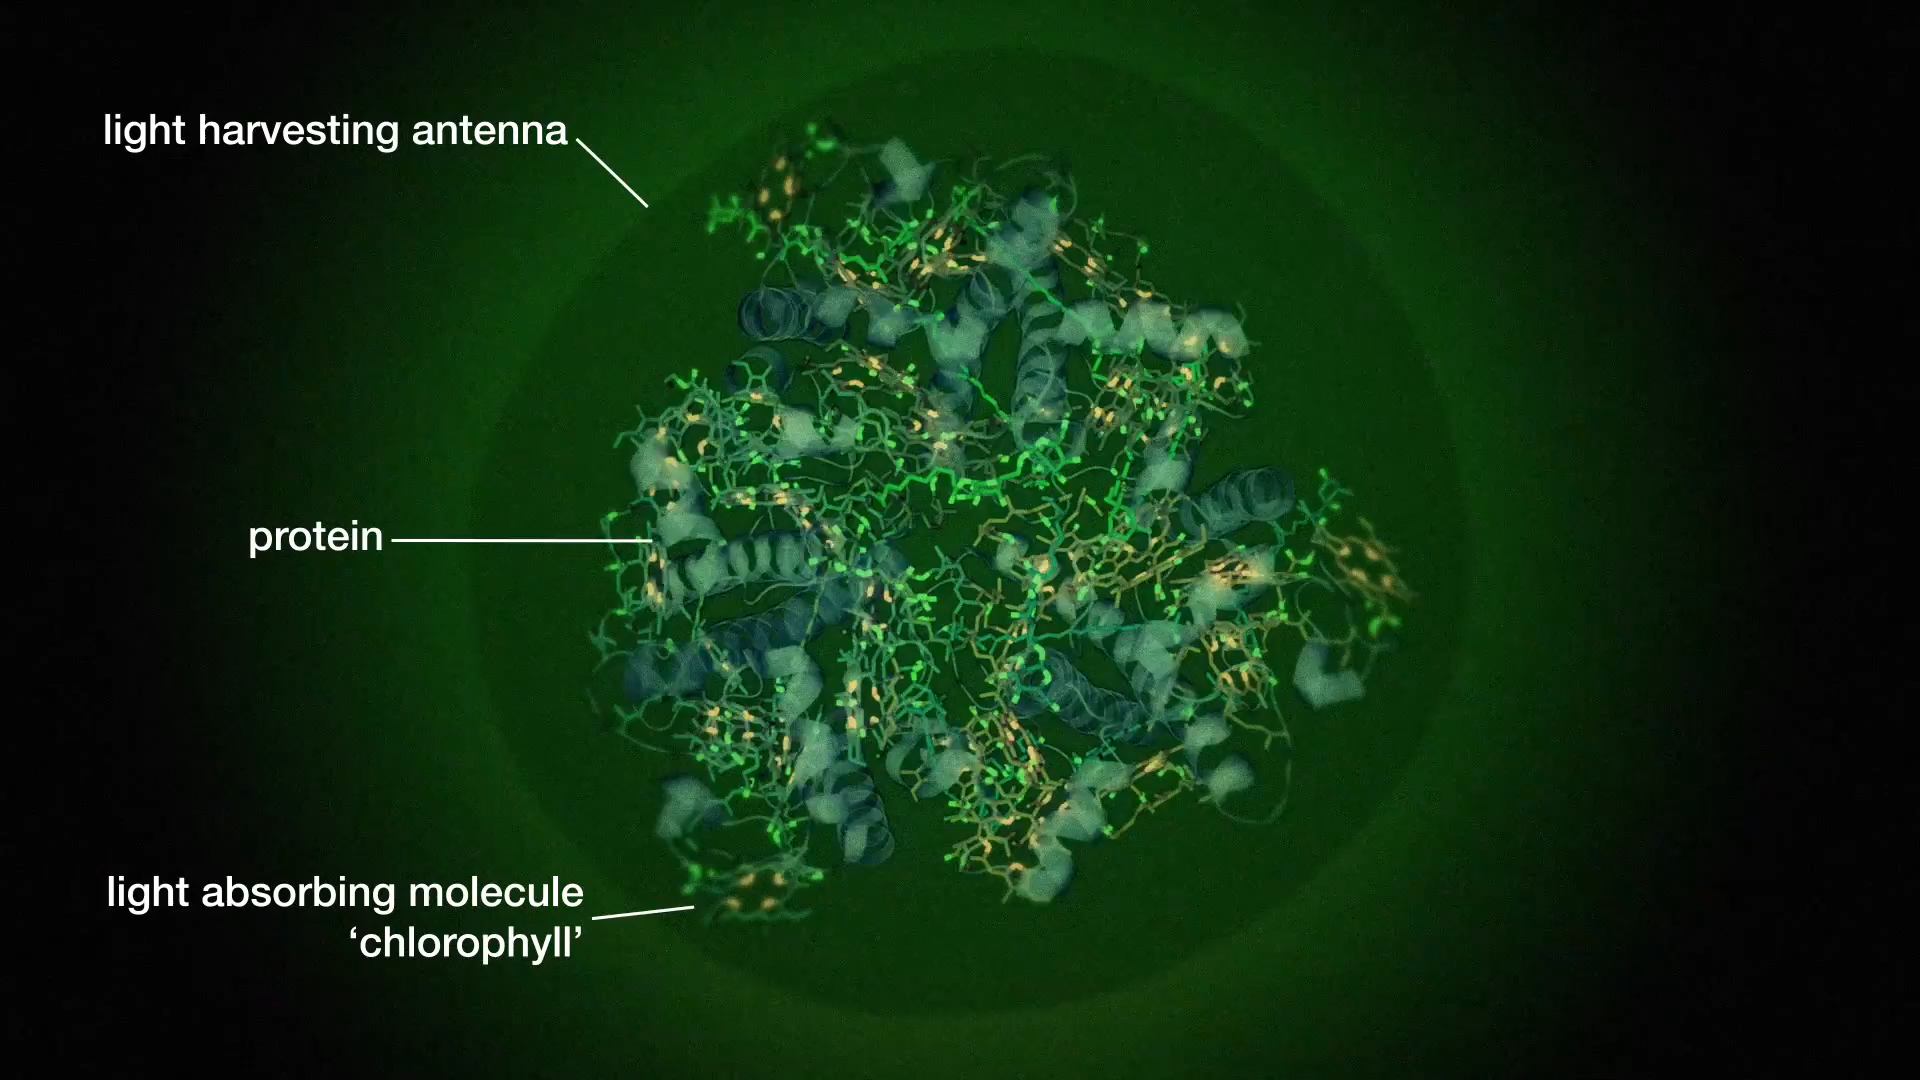 light harvesting antenna
protein
light absorbing molecule
‘chlorophyll’